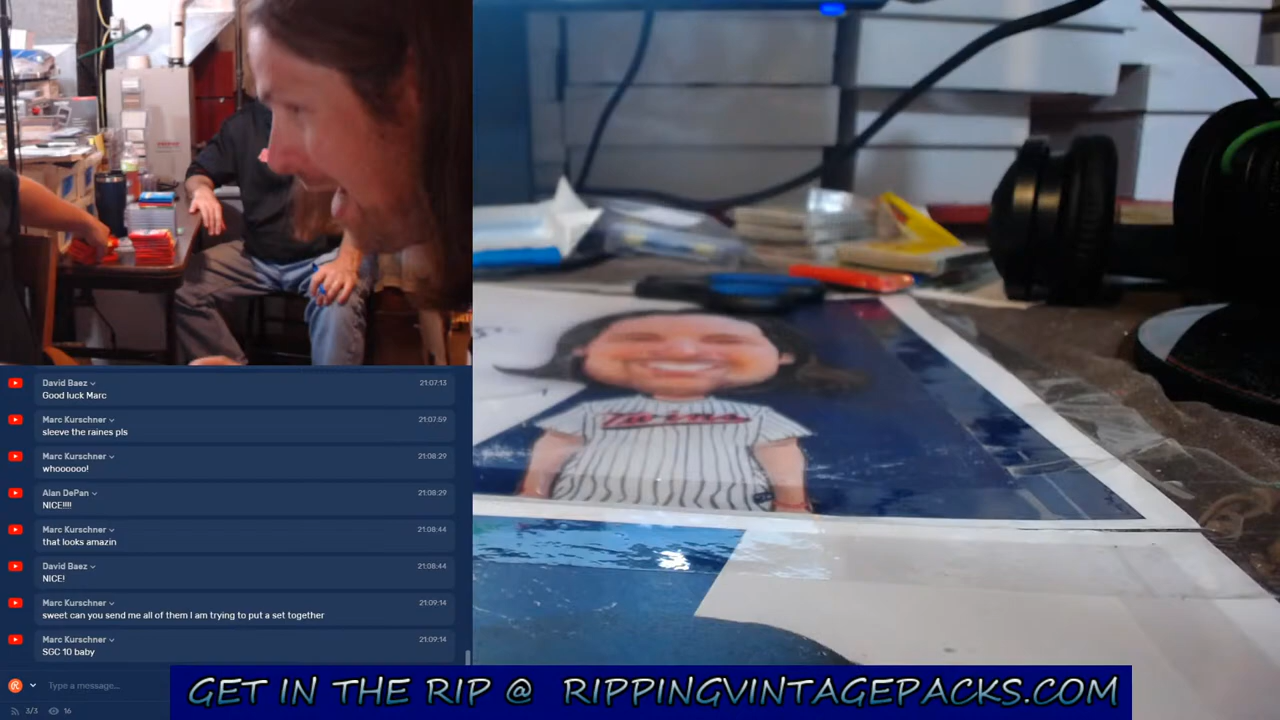 David Baez
21:07:13
Good luck Marc
Marc Kurschner
21:07:59
sleeve the raines pls
Marc Kurschner
21:08:29
whoooooo!
Alan DePan
21:08:29
NICE!!!!
Marc Kurschner
21:08:44
that looks amazin
David Baez
21:08:44
NICE!
Marc Kurschner
21:09:14
sweet can you send me all of them I am trying to put a set together
Marc Kurschner
21:09:14
SGC 10 baby
Type a message...
3/3 16
GET IN THE RIP @ RIPPINGVINTAGEPACKS.COM
Twins